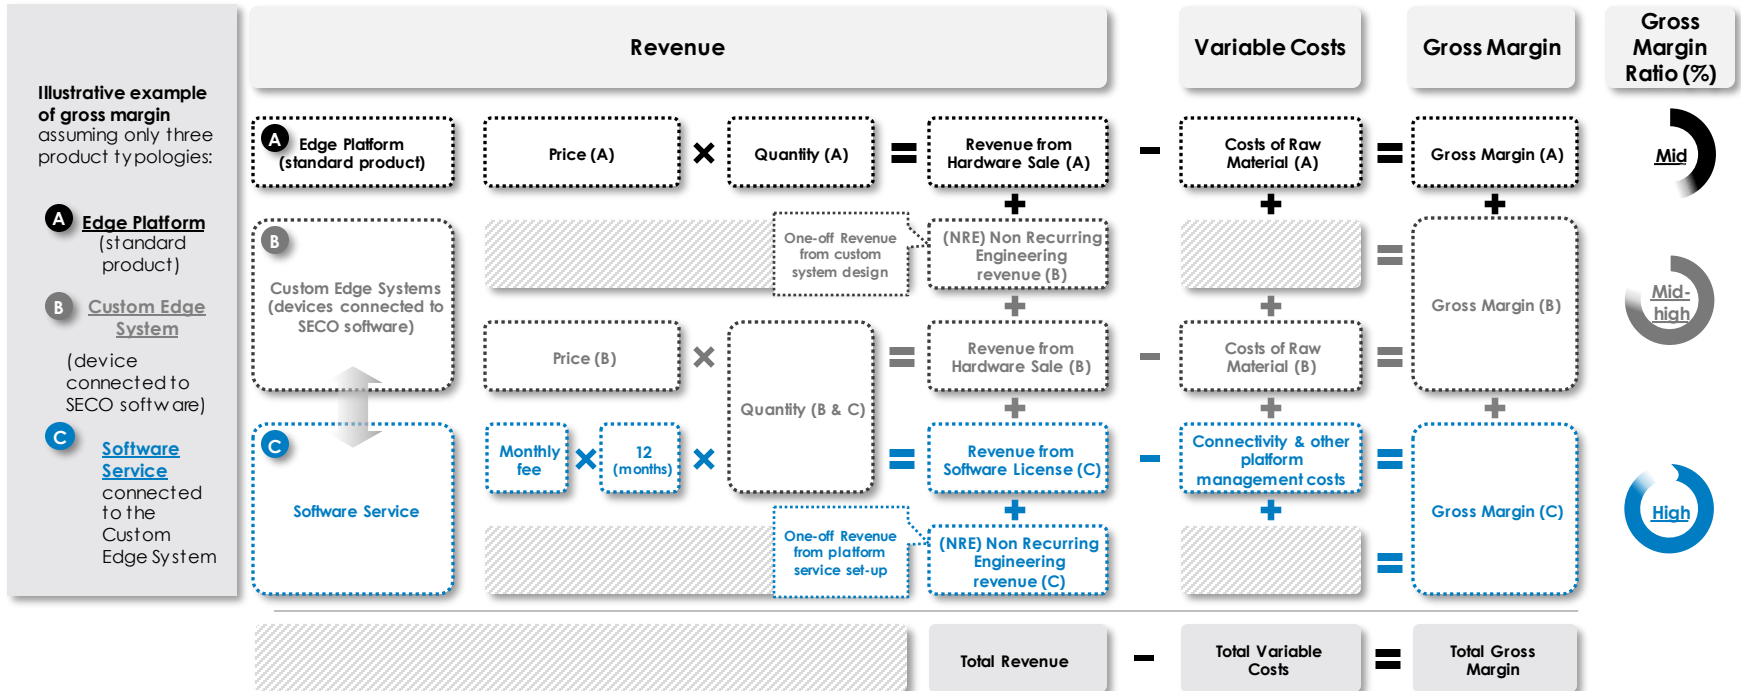 Revenue
Variable Costs
Gross Margin
Gross
Margin
Ratio (%)
Illustrative example
of gross margin
assuming only three
product typologies:
A
Edge Platform
(standard
product)
B
Custom Edge
System
(device
connected to
SECO software)
C
Software
Service
connected
to the
Custom
Edge System
A
Edge Platform
(standard product)
Price (A)
×
Quantity (A)
=
Revenue from
Hardware Sale (A)
-
Costs of Raw
Material (A)
=
Gross Margin (A)
Mid
+
+
+
B
Custom Edge Systems
(devices connected to
SECO software)
One-off Revenue
from custom
system design
(NRE) Non Recurring
Engineering
revenue (B)
=
Gross Margin (B)
Mid-
high
+
+
Price (B)
×
Quantity (B & C)
=
Revenue from
Hardware Sale (B)
-
Costs of Raw
Material (B)
=
+
+
+
C
Software Service
Monthly
fee
×
12
(months)
×
=
Revenue from
Software License (C)
-
Connectivity & other
platform
management costs
=
Gross Margin (C)
High
+
+
One-off Revenue
from platform
service set-up
(NRE) Non Recurring
Engineering
revenue (C)
=
Total Revenue
-
Total Variable
Costs
=
Total Gross
Margin